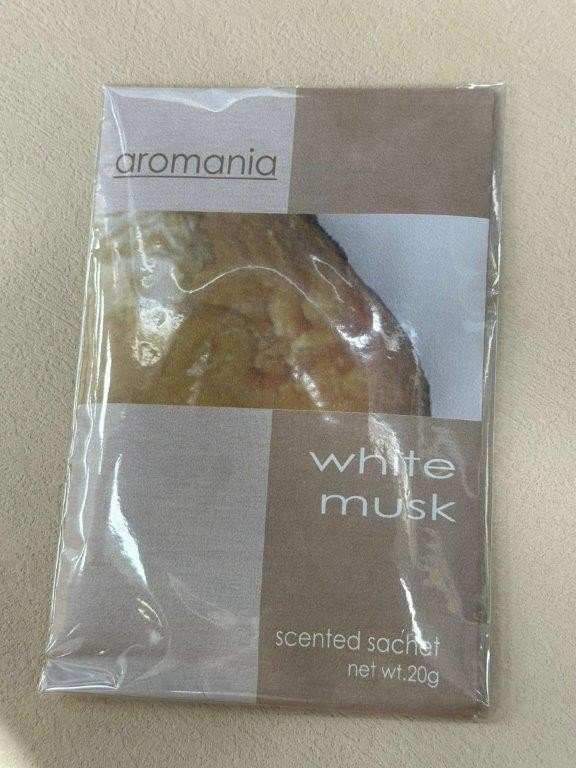 aromania
white
musk
scented sachet
net wt.20g